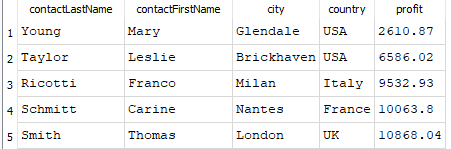 contactLastName contactFirstName city country profit
1 Young Mary Glendale USA 2610.87
2 Taylor Leslie Brickhaven USA 6586.02
3 Ricotti Franco Milan Italy 9532.93
4 Schmitt Carine Nantes France 10063.8
5 Smith Thomas London UK 10868.04